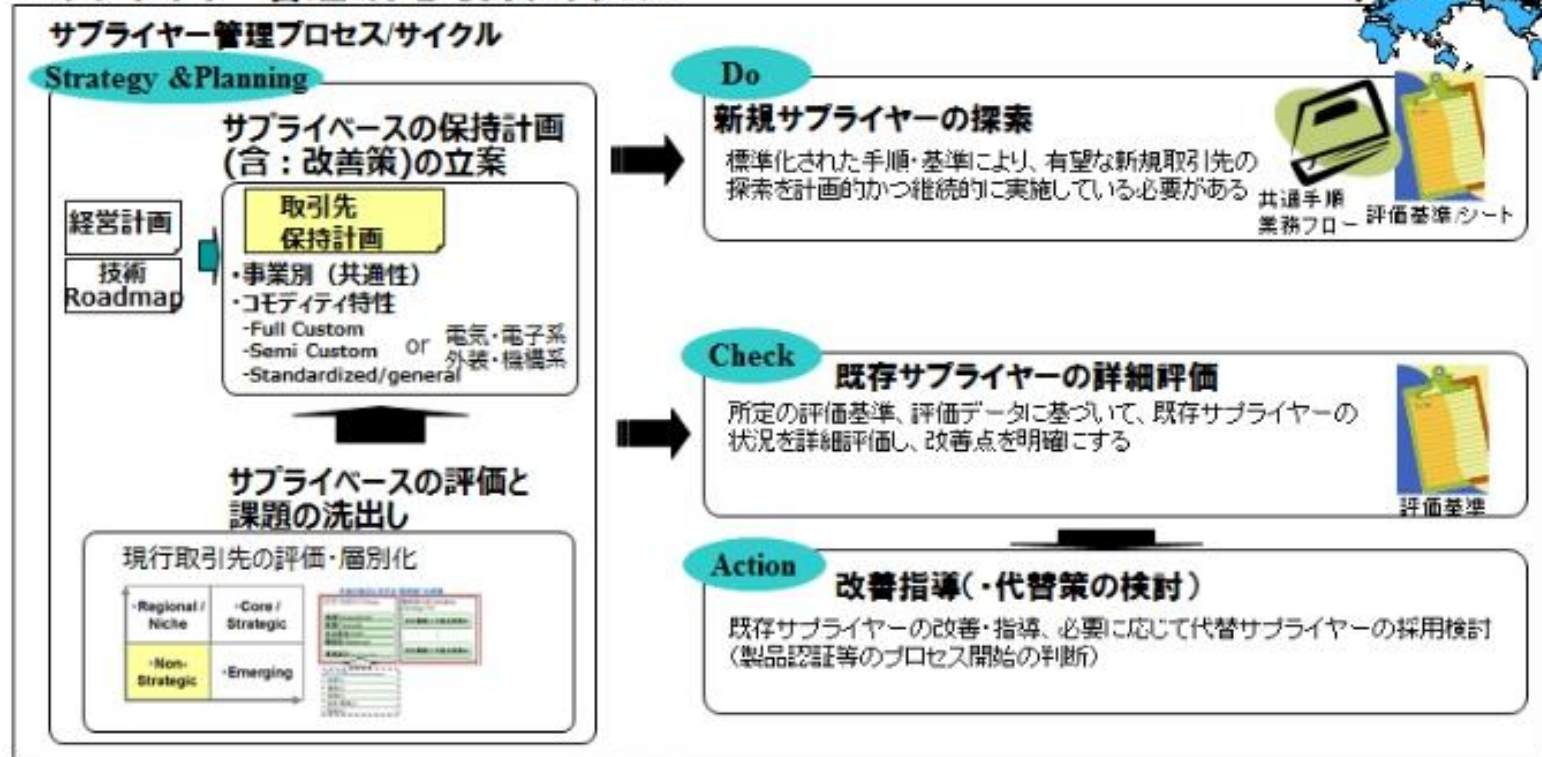 サプライヤー管理プロセス/サイクル
Strategy &Planning
サプライベースの保持計画
(含：改善策)の立案
経営計画
技術
Roadmap
取引先
保持計画
・事業別（共通性）
・コモディティ特性
-Full Custom
-Semi Custom
-Standardized/general
or
電気・電子系
外装・機構系
サプライベースの評価と
課題の洗出し
現行取引先の評価・層別化
・Regional /
Niche
・Core /
Strategic
・Non-
Strategic
・Emerging
Do
新規サプライヤーの探索
標準化された手順・基準により、有望な新規取引先の
探索を計画的かつ継続的に実施している必要がある
共通手順
業務フロー
評価基準/シート
Check
既存サプライヤーの詳細評価
所定の評価基準、評価データに基づいて、既存サプライヤーの
状況を詳細評価し、改善点を明確にする
評価基準
Action
改善指導(・代替策の検討)
既存サプライヤーの改善・指導、必要に応じて代替サプライヤーの採用検討
(製品認証等のプロセス開始の判断)